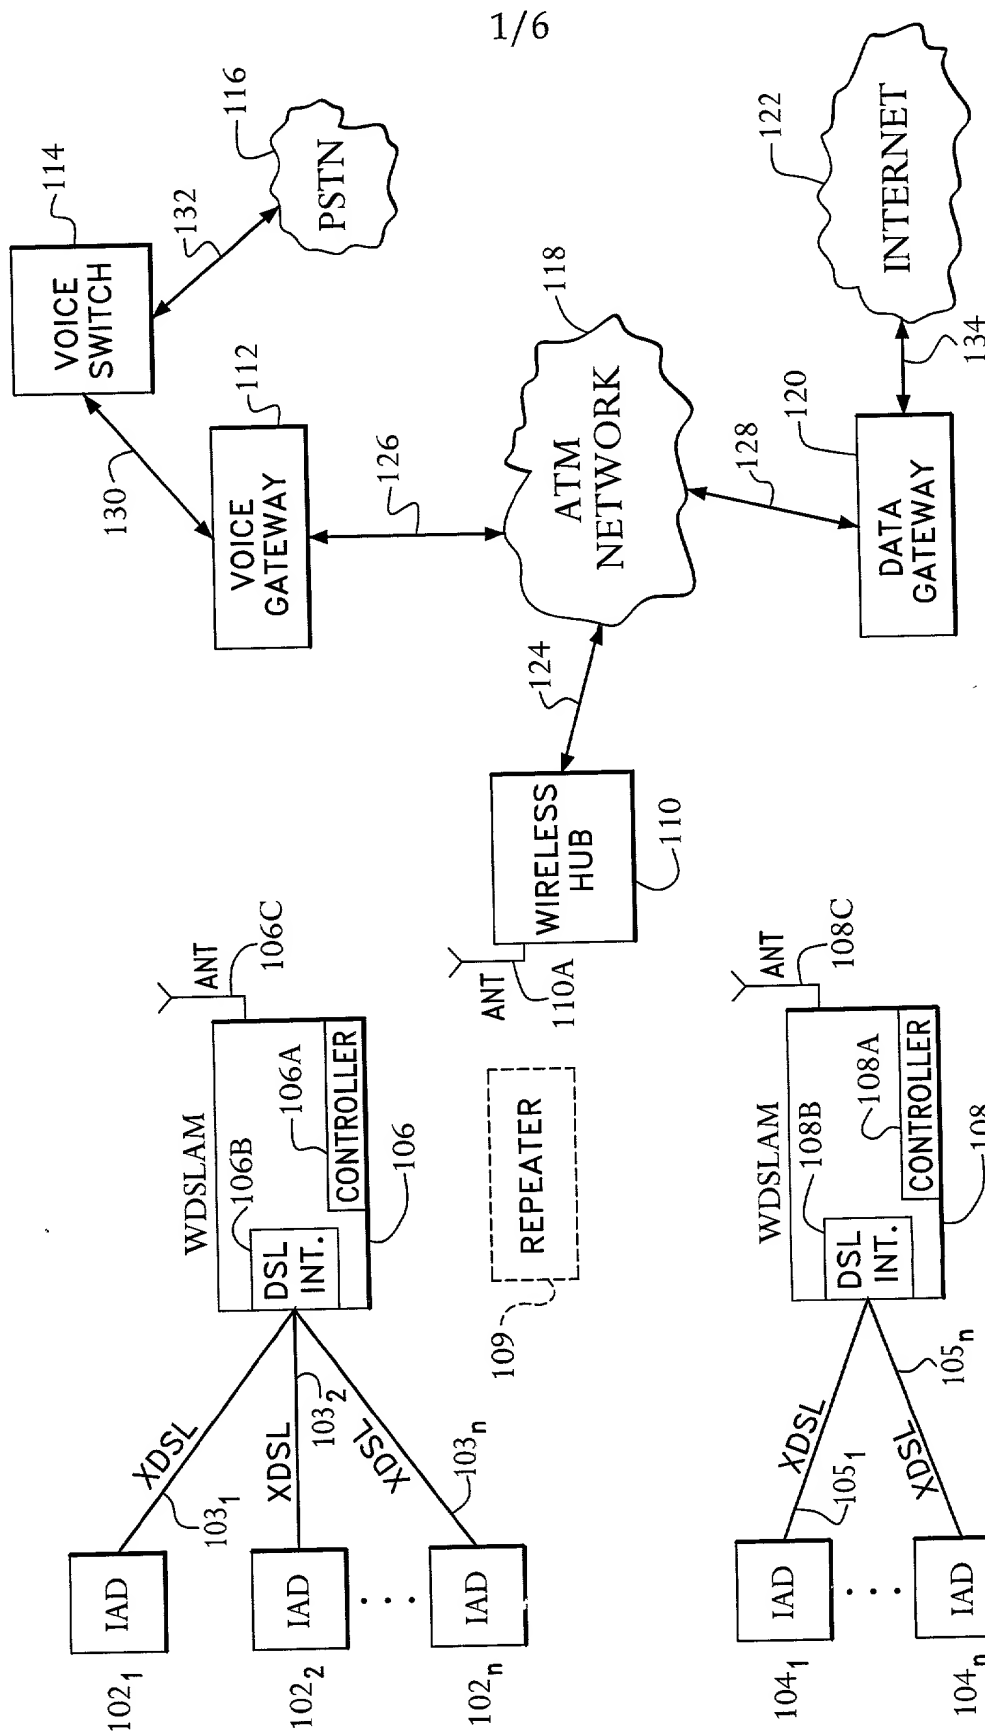 1/6
102₁
IAD
103₁
XDSL
102₂
IAD
XDSL
103₂
102ₙ
IAD
XDSL
103ₙ
WDSLAM
106B
DSL
INT.
106A
CONTROLLER
106
ANT
106C
109
REPEATER
ANT
110A
WIRELESS
HUB
110
124
104₁
IAD
105₁
XDSL
104ₙ
IAD
XDSL
105ₙ
WDSLAM
108B
DSL
INT.
108A
CONTROLLER
108
ANT
108C
VOICE
GATEWAY
112
130
VOICE
SWITCH
114
132
PSTN
116
126
ATM
NETWORK
118
128
DATA
GATEWAY
120
134
INTERNET
122